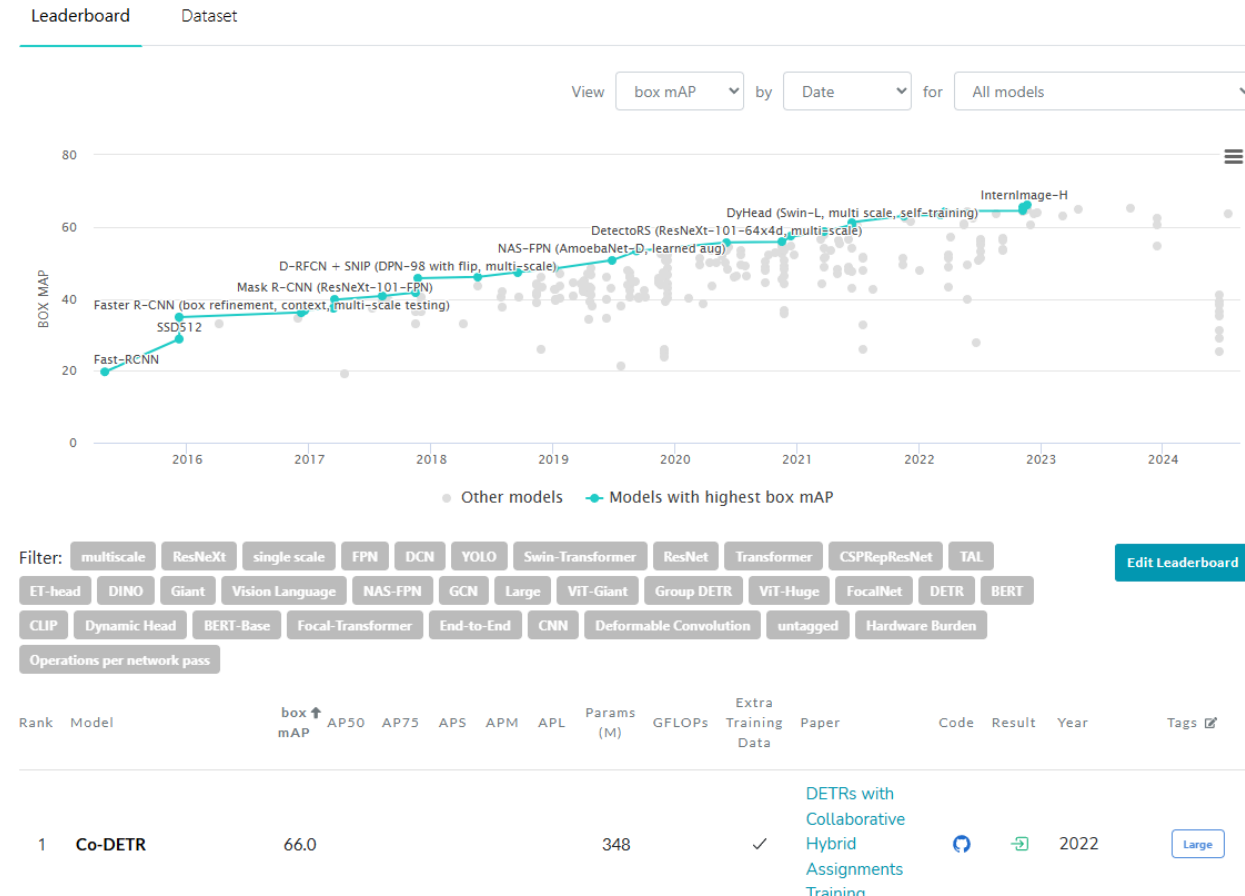 Leaderboard Dataset
View box mAP by Date for All models
80
60
40
20
0
BOX MAP
InternImage-H
DyHead (Swin-L, multi scale, self-training)
DetectoRS (ResNeXt-101-64x4d, multi-scale)
NAS-FPN (AmoebaNet-D, learned aug)
D-RFCN + SNIP (DPN-98 with flip, multi-scale)
Mask R-CNN (ResNeXt-101-FPN)
Faster R-CNN (box refinement, context, multi-scale testing)
SSD512
Fast-RCNN
2016 2017 2018 2019 2020 2021 2022 2023 2024
Other models Models with highest box mAP
Filter: multiscale ResNeXt single scale FPN DCN YOLO Swin-Transformer ResNet Transformer CSPRepResNet TAL
Edit Leaderboard
ET-head DINO Giant Vision Language NAS-FPN GCN Large ViT-Giant Group DETR ViT-Huge FocalNet DETR BERT
CLIP Dynamic Head BERT-Base Focal-Transformer End-to-End CNN Deformable Convolution untagged Hardware Burden
Operations per network pass
Rank Model box mAP AP50 AP75 APS APM APL Params (M) GFLOPs Extra Training Data Paper Code Result Year Tags
1 Co-DETR 66.0 348 ✓ DETRs with
Collaborative
Hybrid
Assignments
Training
2022 Large